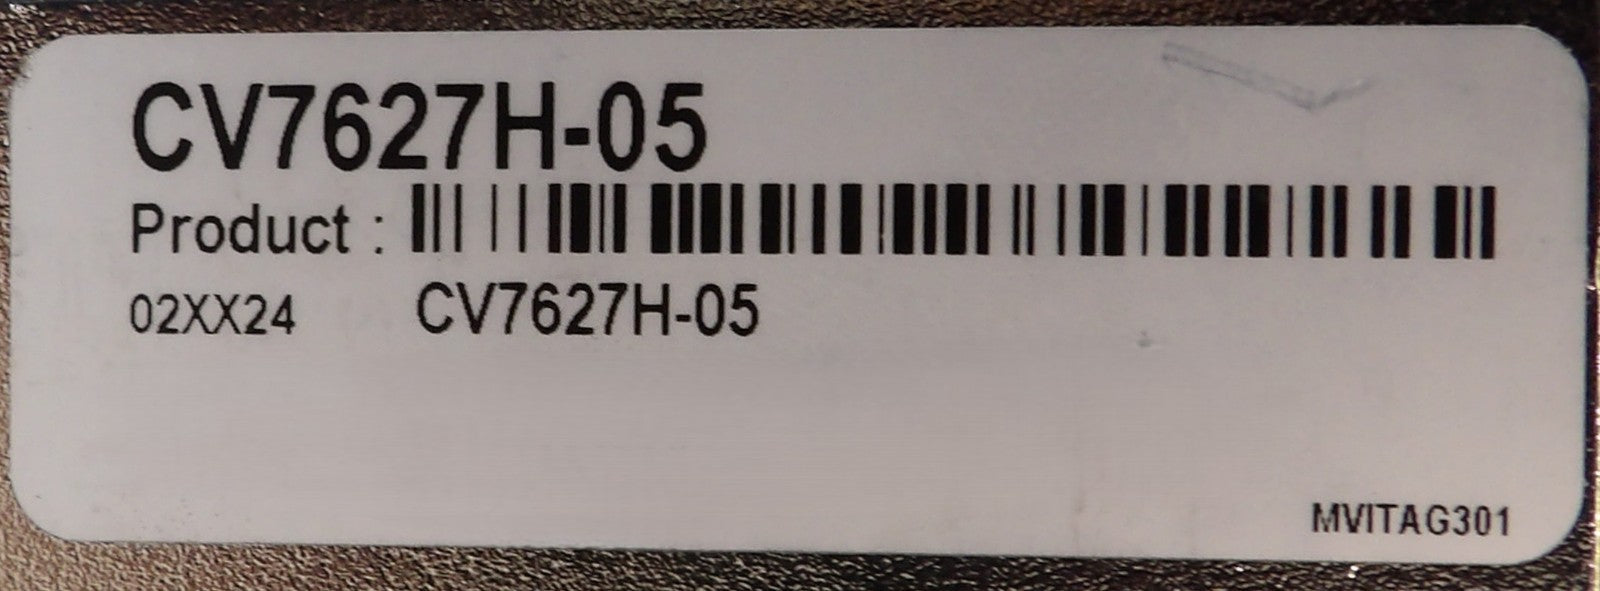 CV7627H-05
Product :
02XX24 CV7627H-05
MVITAG301